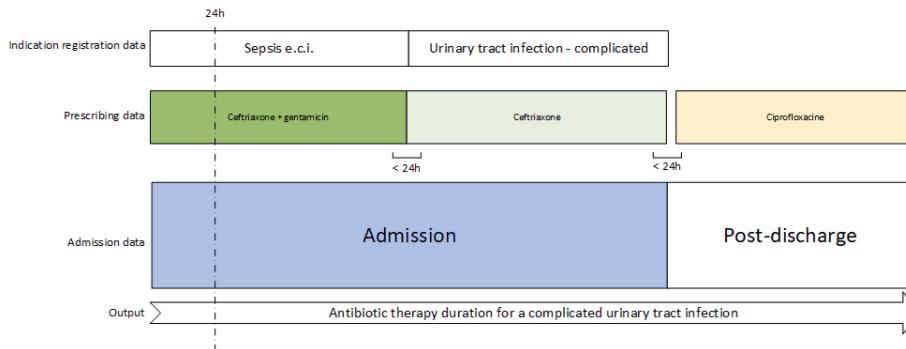 24h
Indication registration data
Sepsis e.c.i.
Urinary tract infection - complicated
Prescribing data
Ceftriaxone + gentamicin
Ceftriaxone
Ciprofloxacine
< 24h
< 24h
Admission data
Admission
Post-discharge
Output
Antibiotic therapy duration for a complicated urinary tract infection